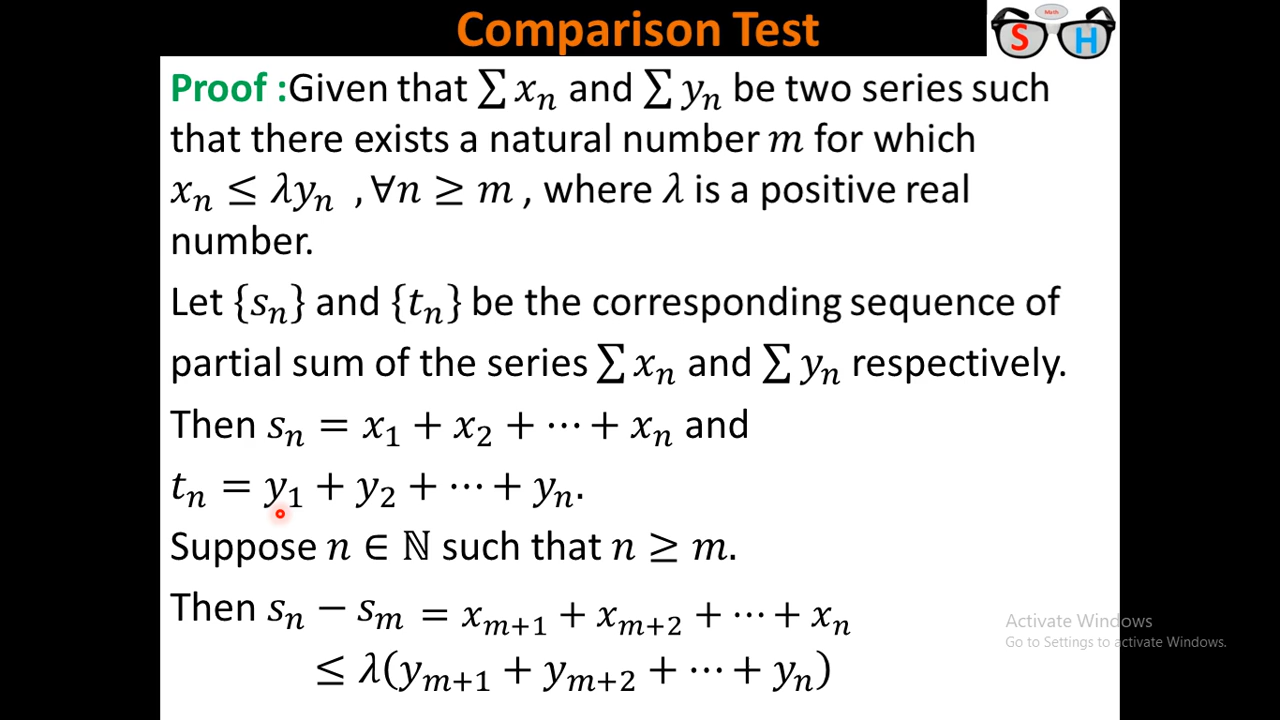 Comparison Test
Math
S H
Proof :Given that ∑ xₙ and ∑ yₙ be two series such
that there exists a natural number m for which
xₙ ≤ λyₙ , ∀n ≥ m , where λ is a positive real
number.
Let {sₙ} and {tₙ} be the corresponding sequence of
partial sum of the series ∑ xₙ and ∑ yₙ respectively.
Then sₙ = x₁ + x₂ + ⋯ + xₙ and
tₙ = y₁ + y₂ + ⋯ + yₙ.
Suppose n ∈ ℕ such that n ≥ m.
Then sₙ − sₘ = xₘ₊₁ + xₘ₊₂ + ⋯ + xₙ
≤ λ(yₘ₊₁ + yₘ₊₂ + ⋯ + yₙ)
Activate Windows
Go to Settings to activate Windows.